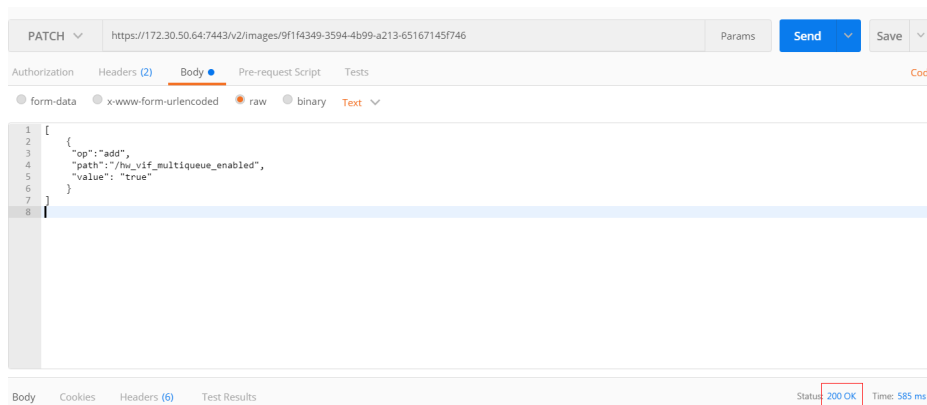 PATCH https://172.30.50.64:7443/v2/images/9f1f4349-3594-4b99-a213-65167145f746 Params Send Save
Authorization Headers (2) Body Pre-request Script Tests Cod
form-data x-www-form-urlencoded raw binary Text
1 [
2 {
3 "op":"add",
4 "path":"/hw_vif_multiqueue_enabled",
5 "value": "true"
6 }
7 ]
8
Body Cookies Headers (6) Test Results Status: 200 OK Time: 585 ms